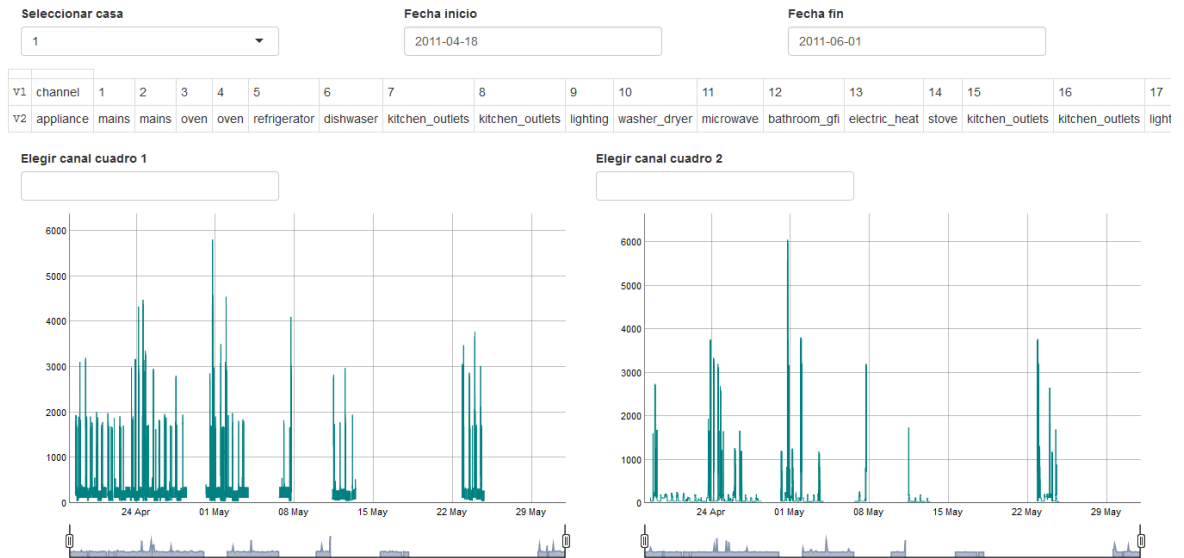 Seleccionar casa Fecha inicio Fecha fin
1 2011-04-18 2011-06-01
V1 channel 1 2 3 4 5 6 7 8 9 10 11 12 13 14 15 16 17
V2 appliance mains mains oven oven refrigerator dishwaser kitchen_outlets kitchen_outlets lighting washer_dryer microwave bathroom_gfi electric_heat stove kitchen_outlets kitchen_outlets light
Elegir canal cuadro 1 Elegir canal cuadro 2
6000
5000
4000
3000
2000
1000
0
24 Apr 01 May 08 May 15 May 22 May 29 May
6000
5000
4000
3000
2000
1000
0
24 Apr 01 May 08 May 15 May 22 May 29 May